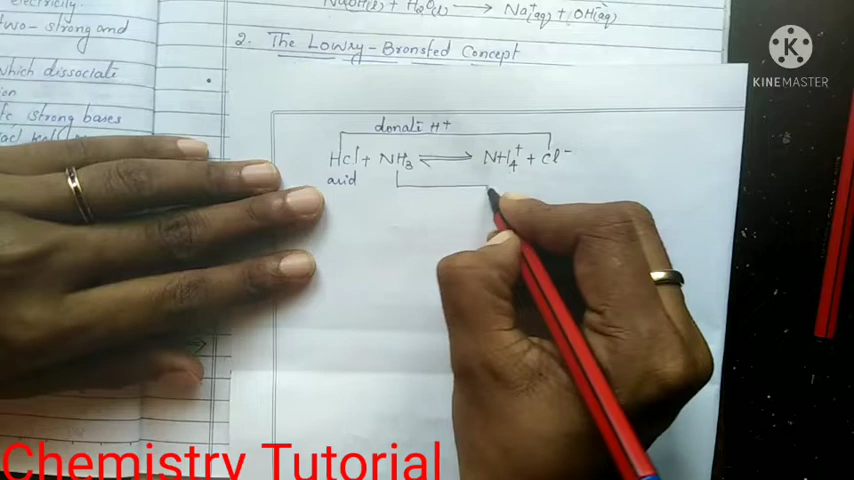 electricity.
two-strong and
which dissociate
strong bases
NaOH(l) + H2O(l) → Na+(aq) + OH-(aq)
2. The Lowry-Bronsted Concept
KINEMASTER
donate H+
HCl + NH3 ⇌ NH4+ + Cl-
acid
Chemistry Tutorial